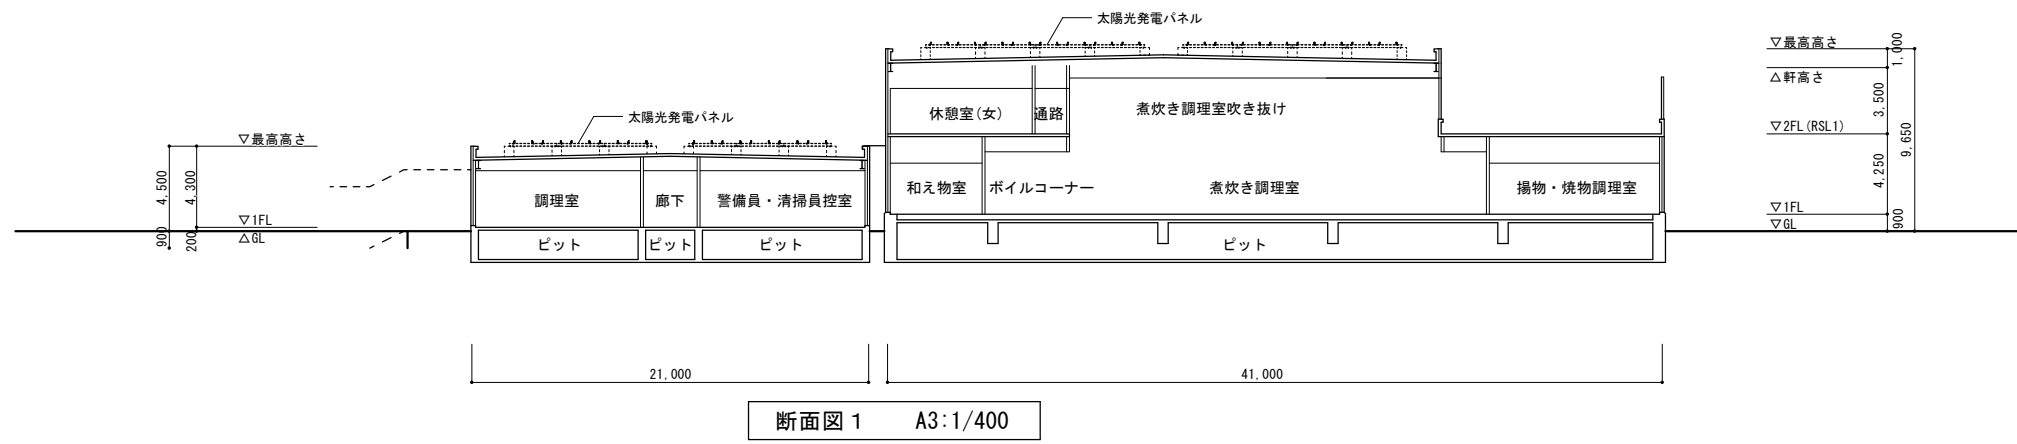 太陽光発電パネル
▽最高高さ
1,000
△軒高さ
3,500
9,650
休憩室(女)
通路
煮炊き調理室吹き抜け
太陽光発電パネル
▽2FL(RSL1)
▽最高高さ
4,500
4,300
4,250
調理室
廊下
警備員・清掃員控室
和え物室
ボイルコーナー
煮炊き調理室
揚物・焼物調理室
▽1FL
▽1FL
900
200
△GL
▽GL
900
ピット
ピット
ピット
ピット
21,000
41,000
断面図1 A3:1/400